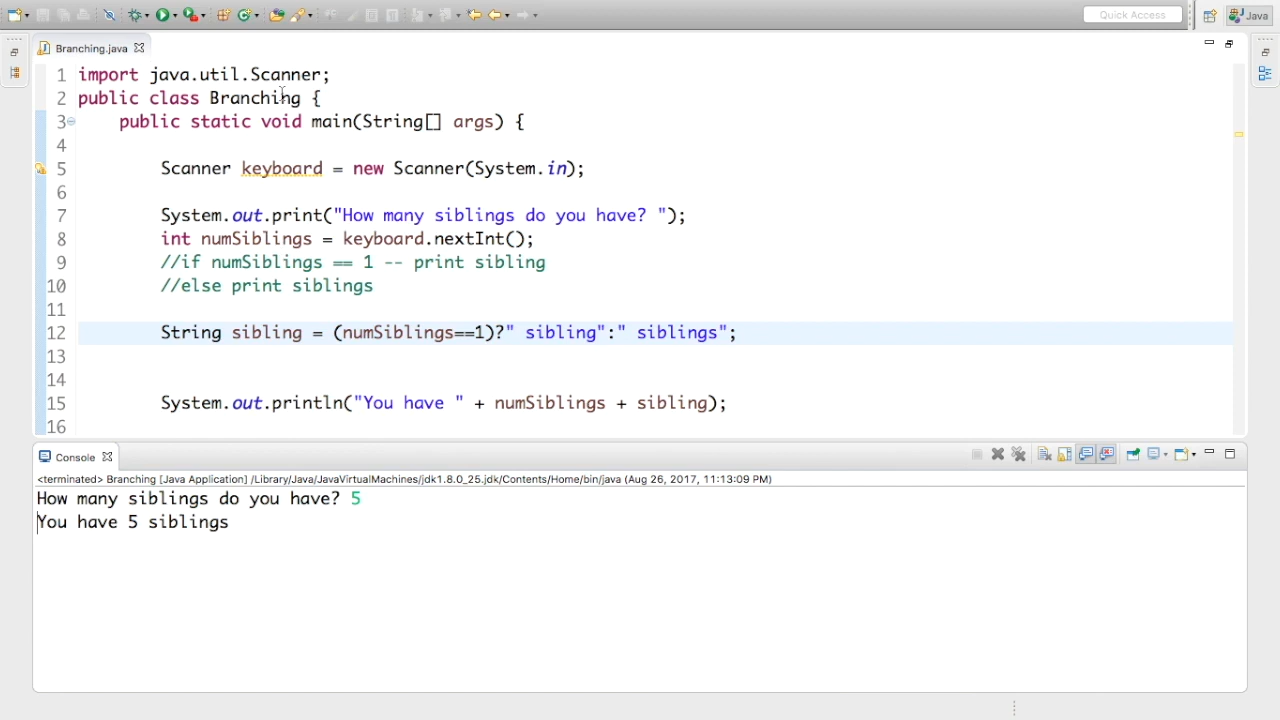 Quick Access
Java
Branching.java
1 import java.util.Scanner;
2 public class Branching {
3 public static void main(String[] args) {
4
5 Scanner keyboard = new Scanner(System.in);
6
7 System.out.print("How many siblings do you have? ");
8 int numSiblings = keyboard.nextInt();
9 //if numSiblings == 1 -- print sibling
10 //else print siblings
11
12 String sibling = (numSiblings==1)?" sibling":" siblings";
13
14
15 System.out.println("You have " + numSiblings + sibling);
16
Console
<terminated> Branching [Java Application] /Library/Java/JavaVirtualMachines/jdk1.8.0_25.jdk/Contents/Home/bin/java (Aug 26, 2017, 11:13:09 PM)
How many siblings do you have? 5
You have 5 siblings